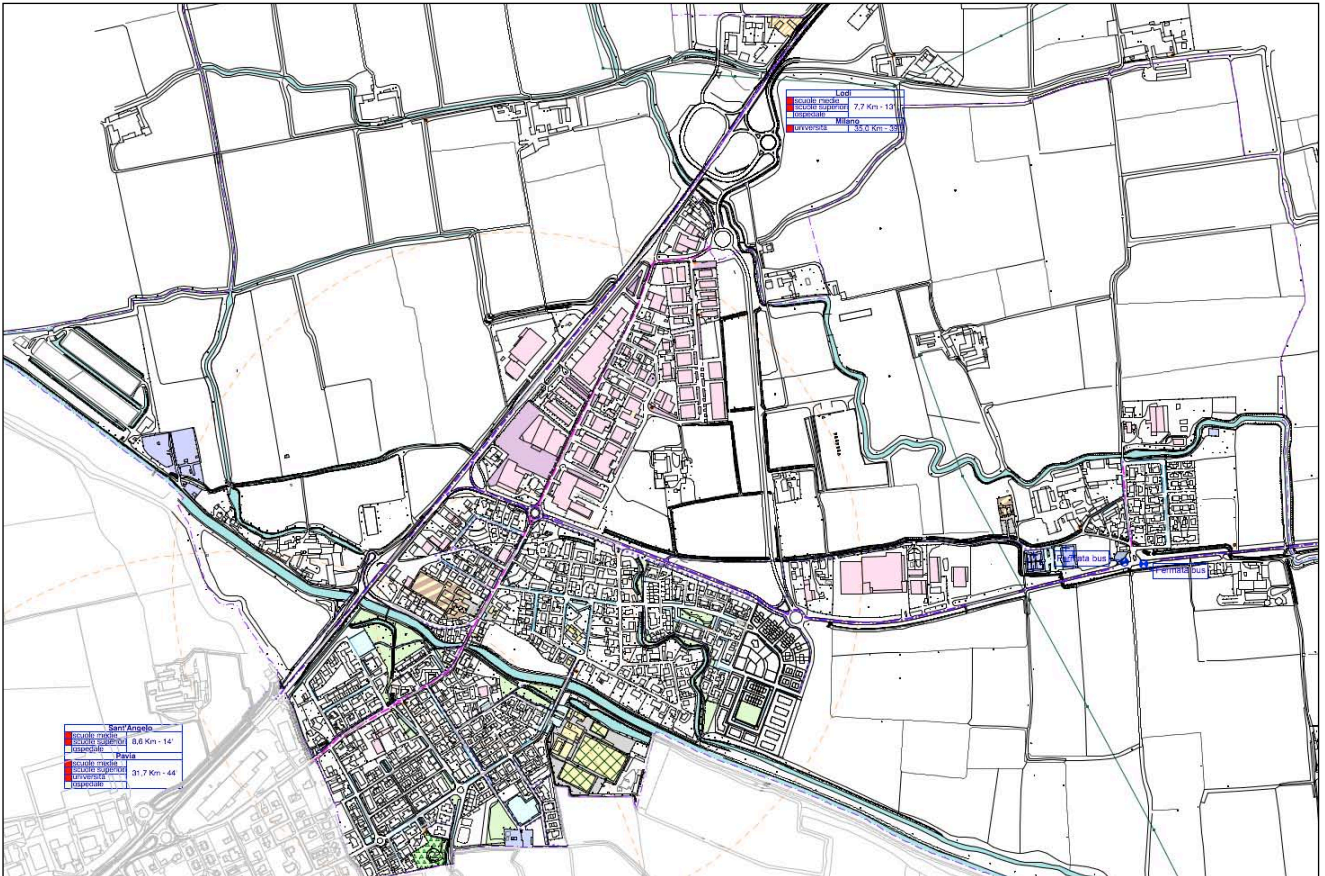 Lodi
scuole medie
scuole superiori
7,7 Km - 13'
ospedale
Milano
università
35,0 Km - 39'
Fermata bus
Fermata bus
Sant'Angelo
scuole medie
scuole superiori
8,6 Km - 14'
ospedale
Pavia
scuole medie
scuole superiori
31,7 Km - 44'
università
ospedale